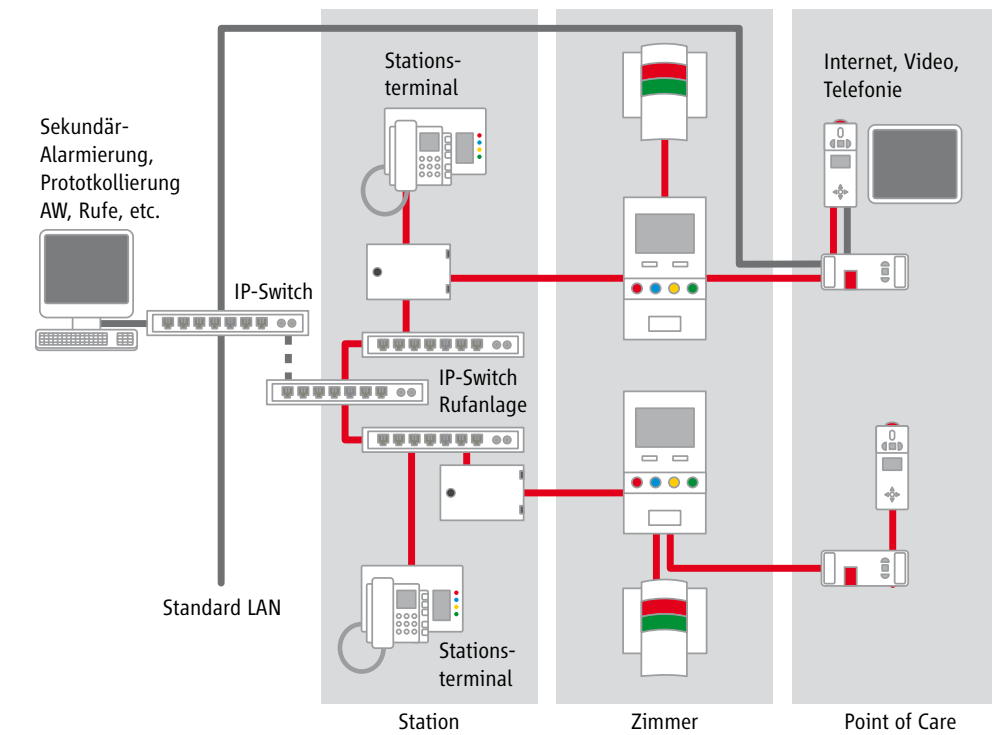 Stations-
terminal
Internet, Video,
Telefonie
Sekundär-
Alarmierung,
Prototkollierung
AW, Rufe, etc.
IP-Switch
IP-Switch
Rufanlage
Standard LAN
Stations-
terminal
Station
Zimmer
Point of Care